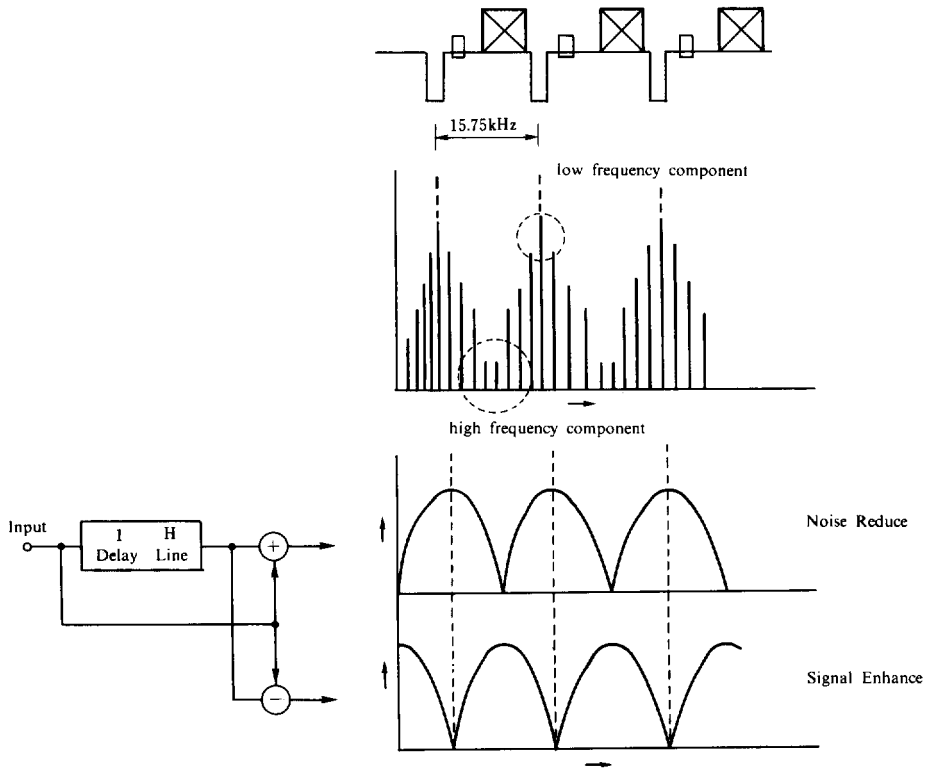 15.75kHz
low frequency component
high frequency component
Input
1 H
Delay Line
+
−
Noise Reduce
Signal Enhance